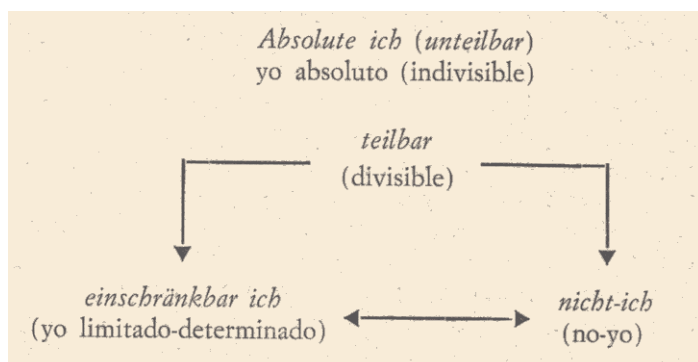 Absolute ich (unteilbar)
yo absoluto (indivisible)
teilbar
(divisible)
einschränkbar ich
(yo limitado-determinado)
nicht-ich
(no-yo)